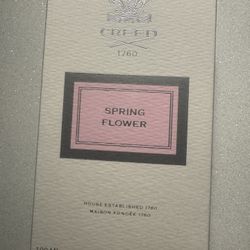 CREED
1760
SPRING
FLOWER
HOUSE ESTABLISHED 1760
MAISON FONDÉE 1760